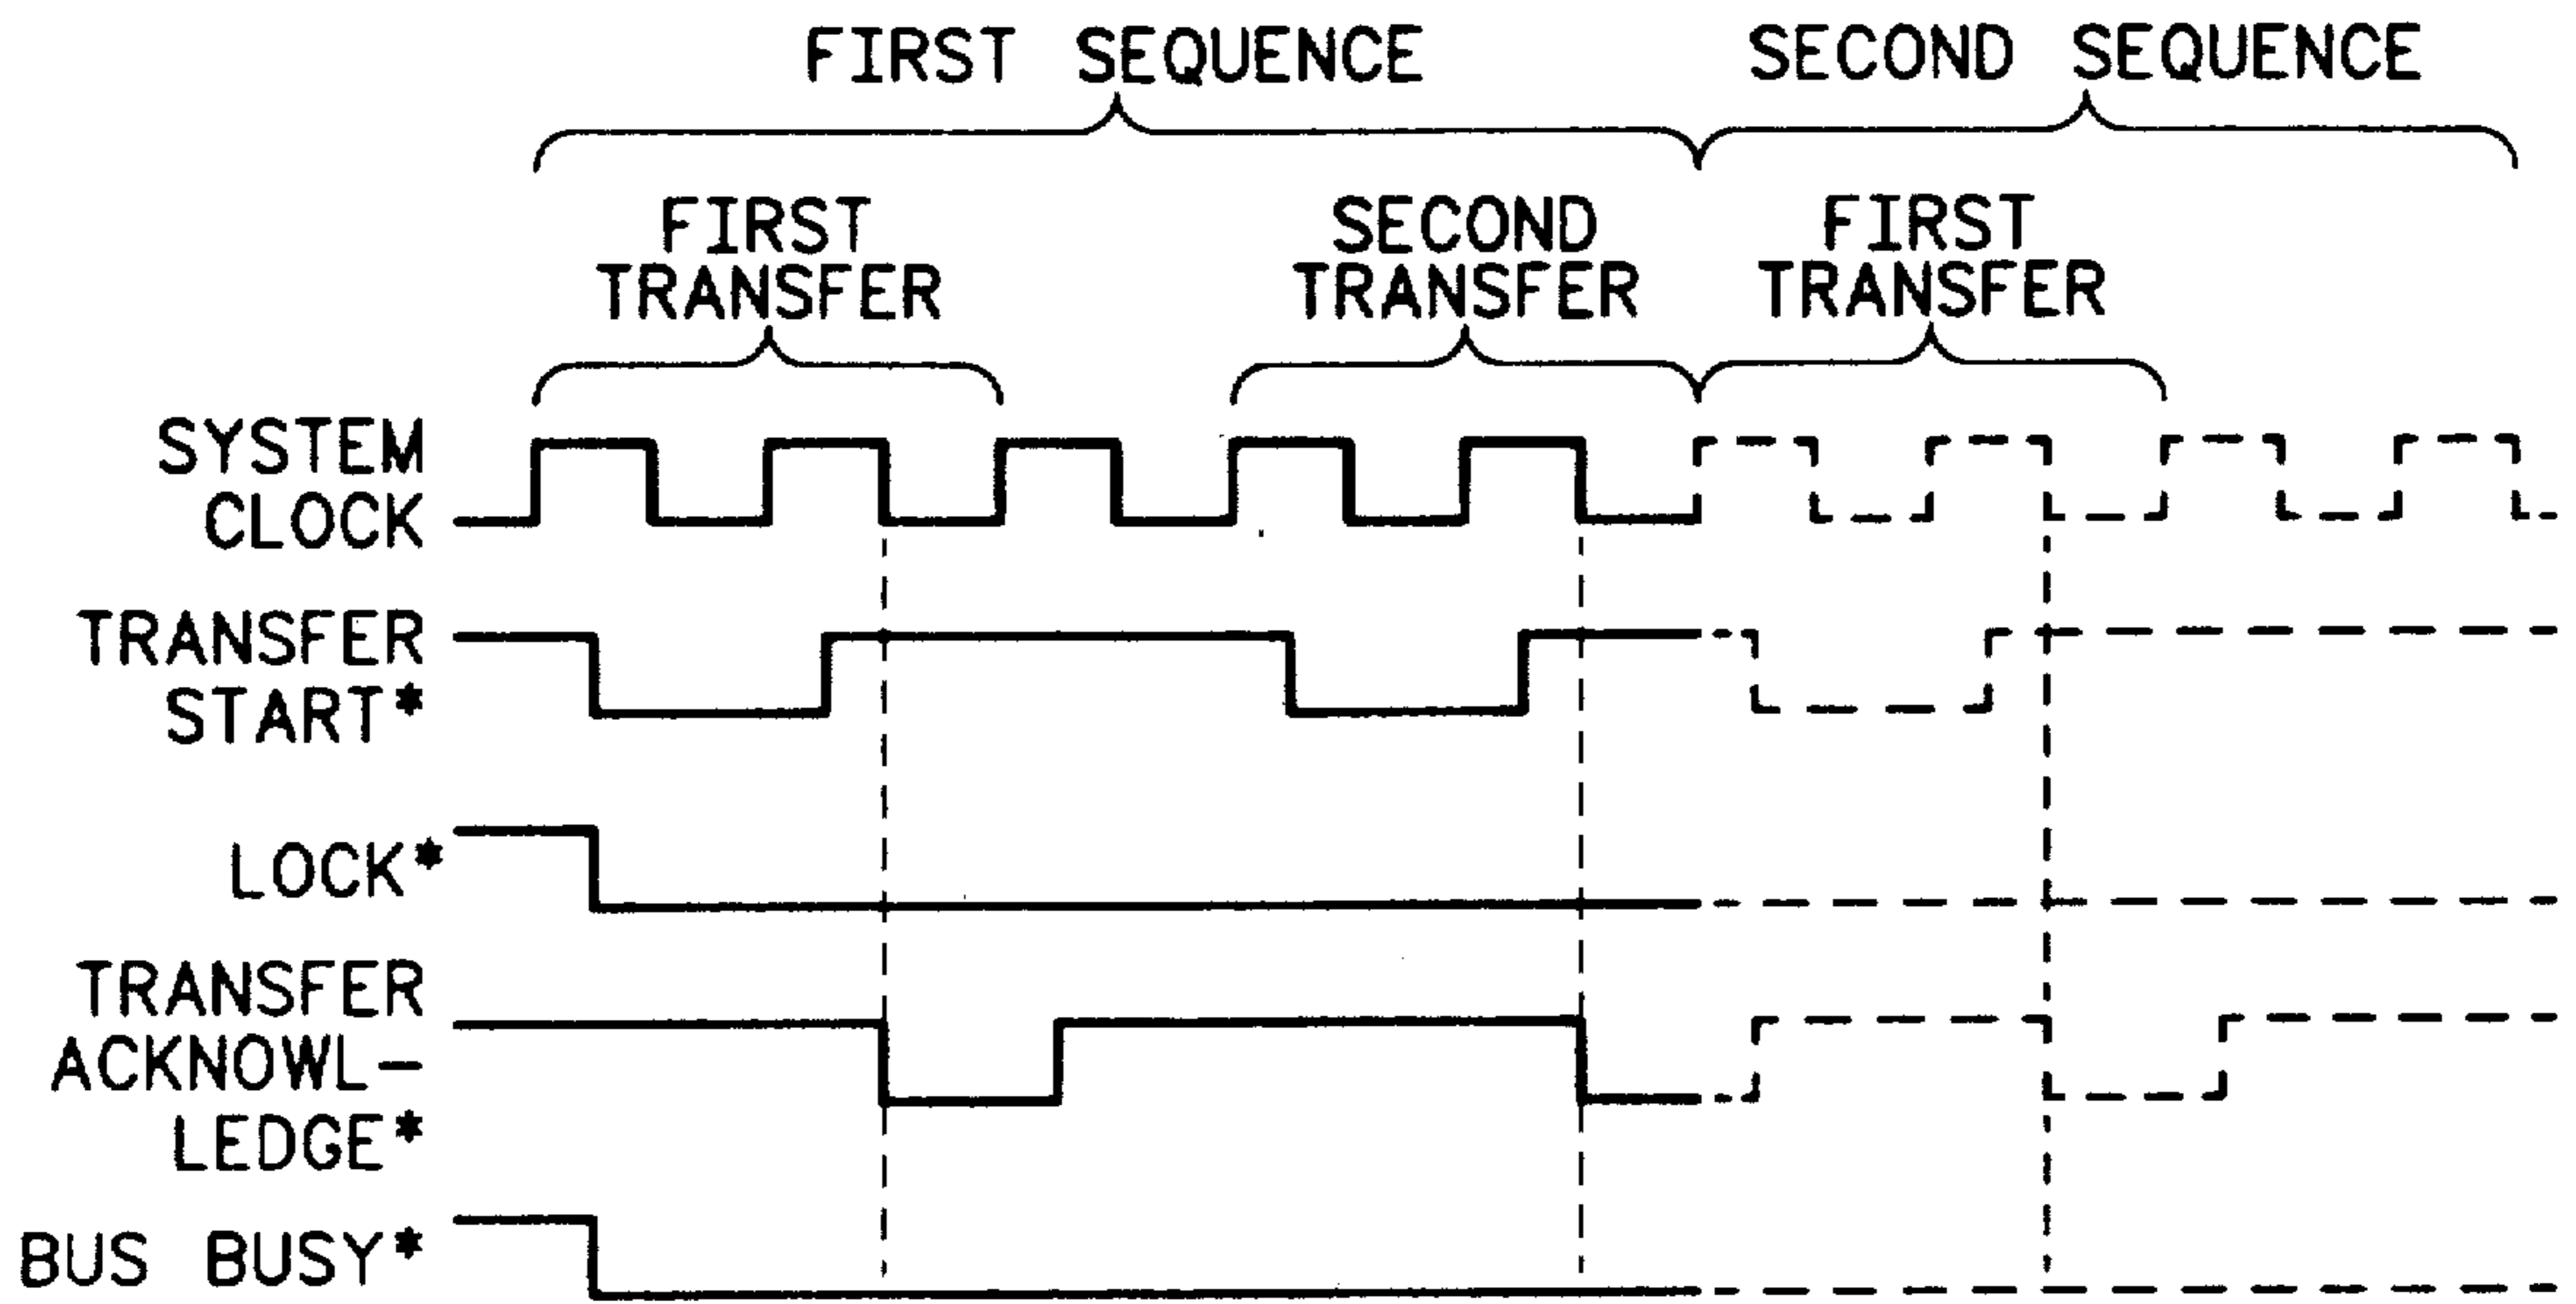 FIRST SEQUENCE
SECOND SEQUENCE
FIRST
TRANSFER
SECOND
TRANSFER
FIRST
TRANSFER
SYSTEM
CLOCK
TRANSFER
START*
LOCK*
TRANSFER
ACKNOWL-
LEDGE*
BUS BUSY*